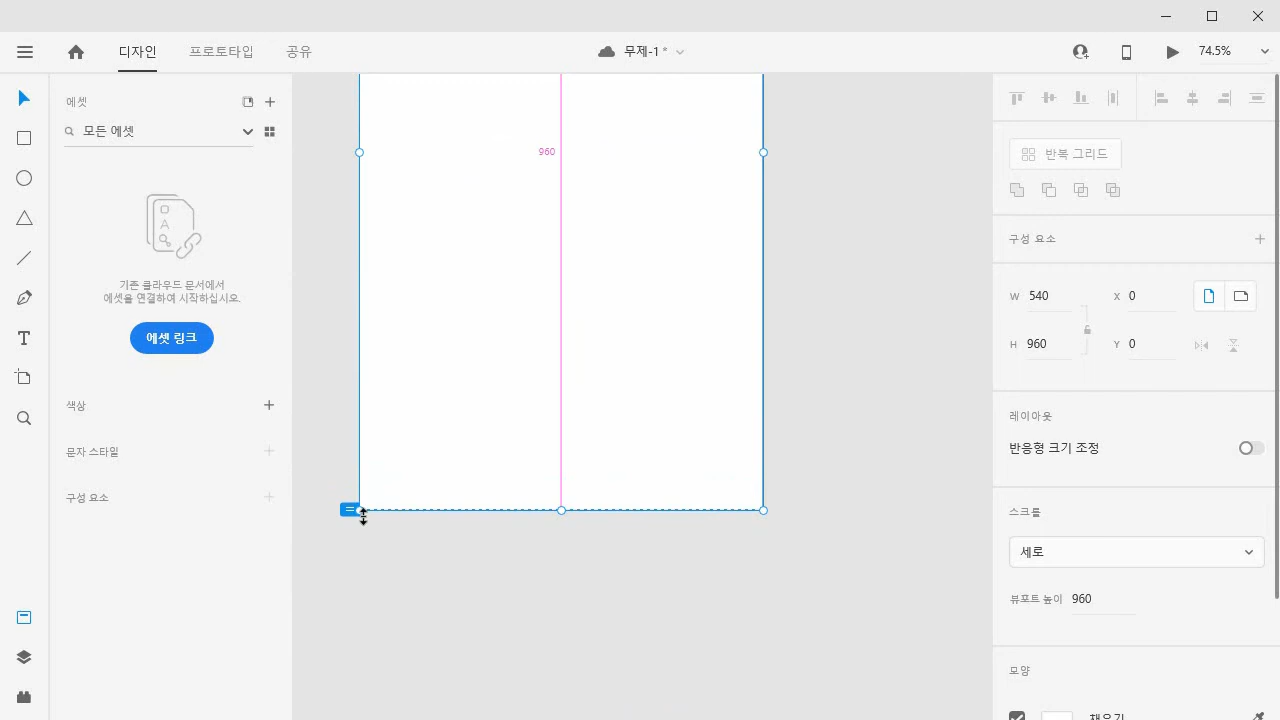 디자인
프로토타입
공유
무제-1 *
74.5%
에셋
모든 에셋
A
기존 클라우드 문서에서
에셋을 연결하여 시작하십시오.
에셋 링크
색상
문자 스타일
구성 요소
960
반복 그리드
구성 요소
W 540
X 0
H 960
Y 0
레이아웃
반응형 크기 조정
스크롤
세로
뷰포트 높이 960
모양
채우기